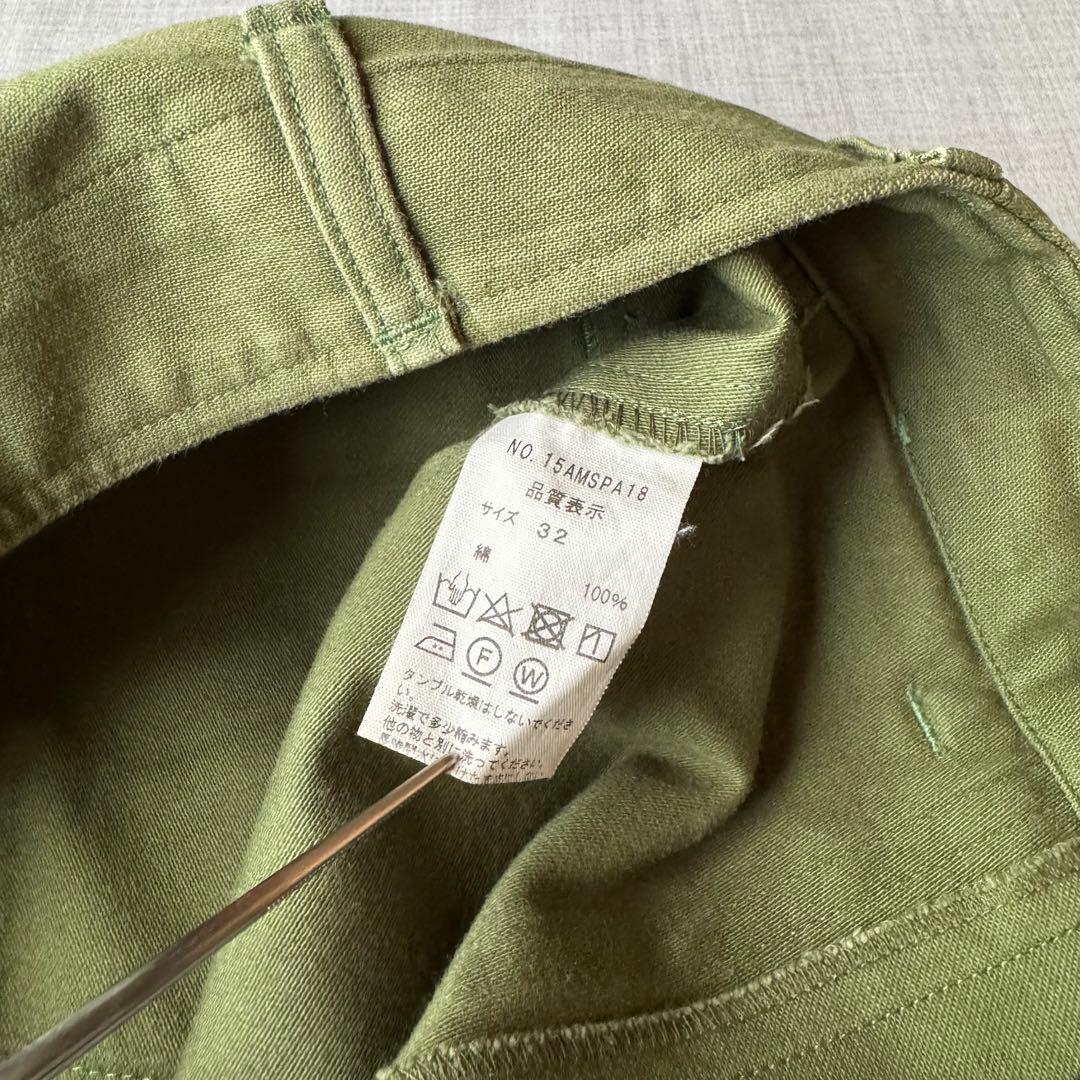 NO. 15AMSPA18
品質表示
サイズ 32
綿 100%
F W
タンブル乾燥はしないでくださ
い。
洗濯で多少縮みます。
他の物と別に洗ってください。